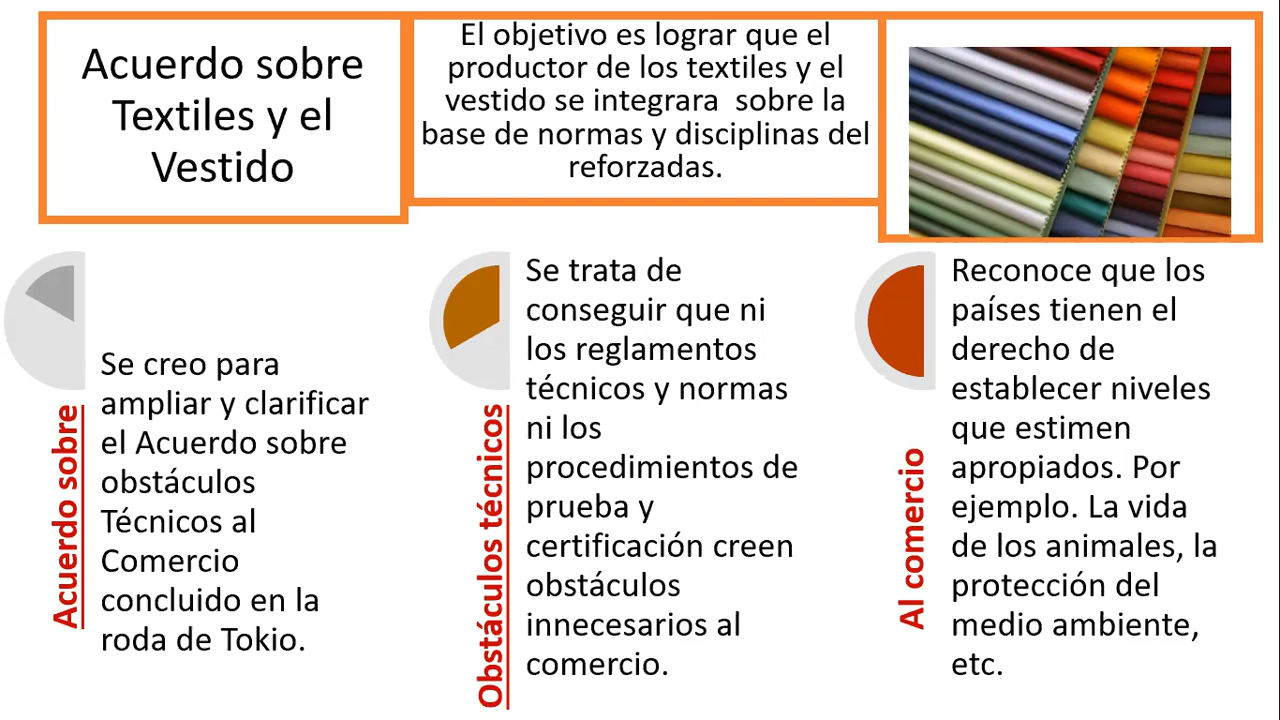 Acuerdo sobre
Textiles y el
Vestido
El objetivo es lograr que el
productor de los textiles y el
vestido se integrara sobre la
base de normas y disciplinas del
reforzadas.
Acuerdo sobre
Se creo para
ampliar y clarificar
el Acuerdo sobre
obstáculos
Técnicos al
Comercio
concluido en la
roda de Tokio.
Obstáculos técnicos
Se trata de
conseguir que ni
los reglamentos
técnicos y normas
ni los
procedimientos de
prueba y
certificación creen
obstáculos
innecesarios al
comercio.
Al comercio
Reconoce que los
países tienen el
derecho de
establecer niveles
que estimen
apropiados. Por
ejemplo. La vida
de los animales, la
protección del
medio ambiente,
etc.